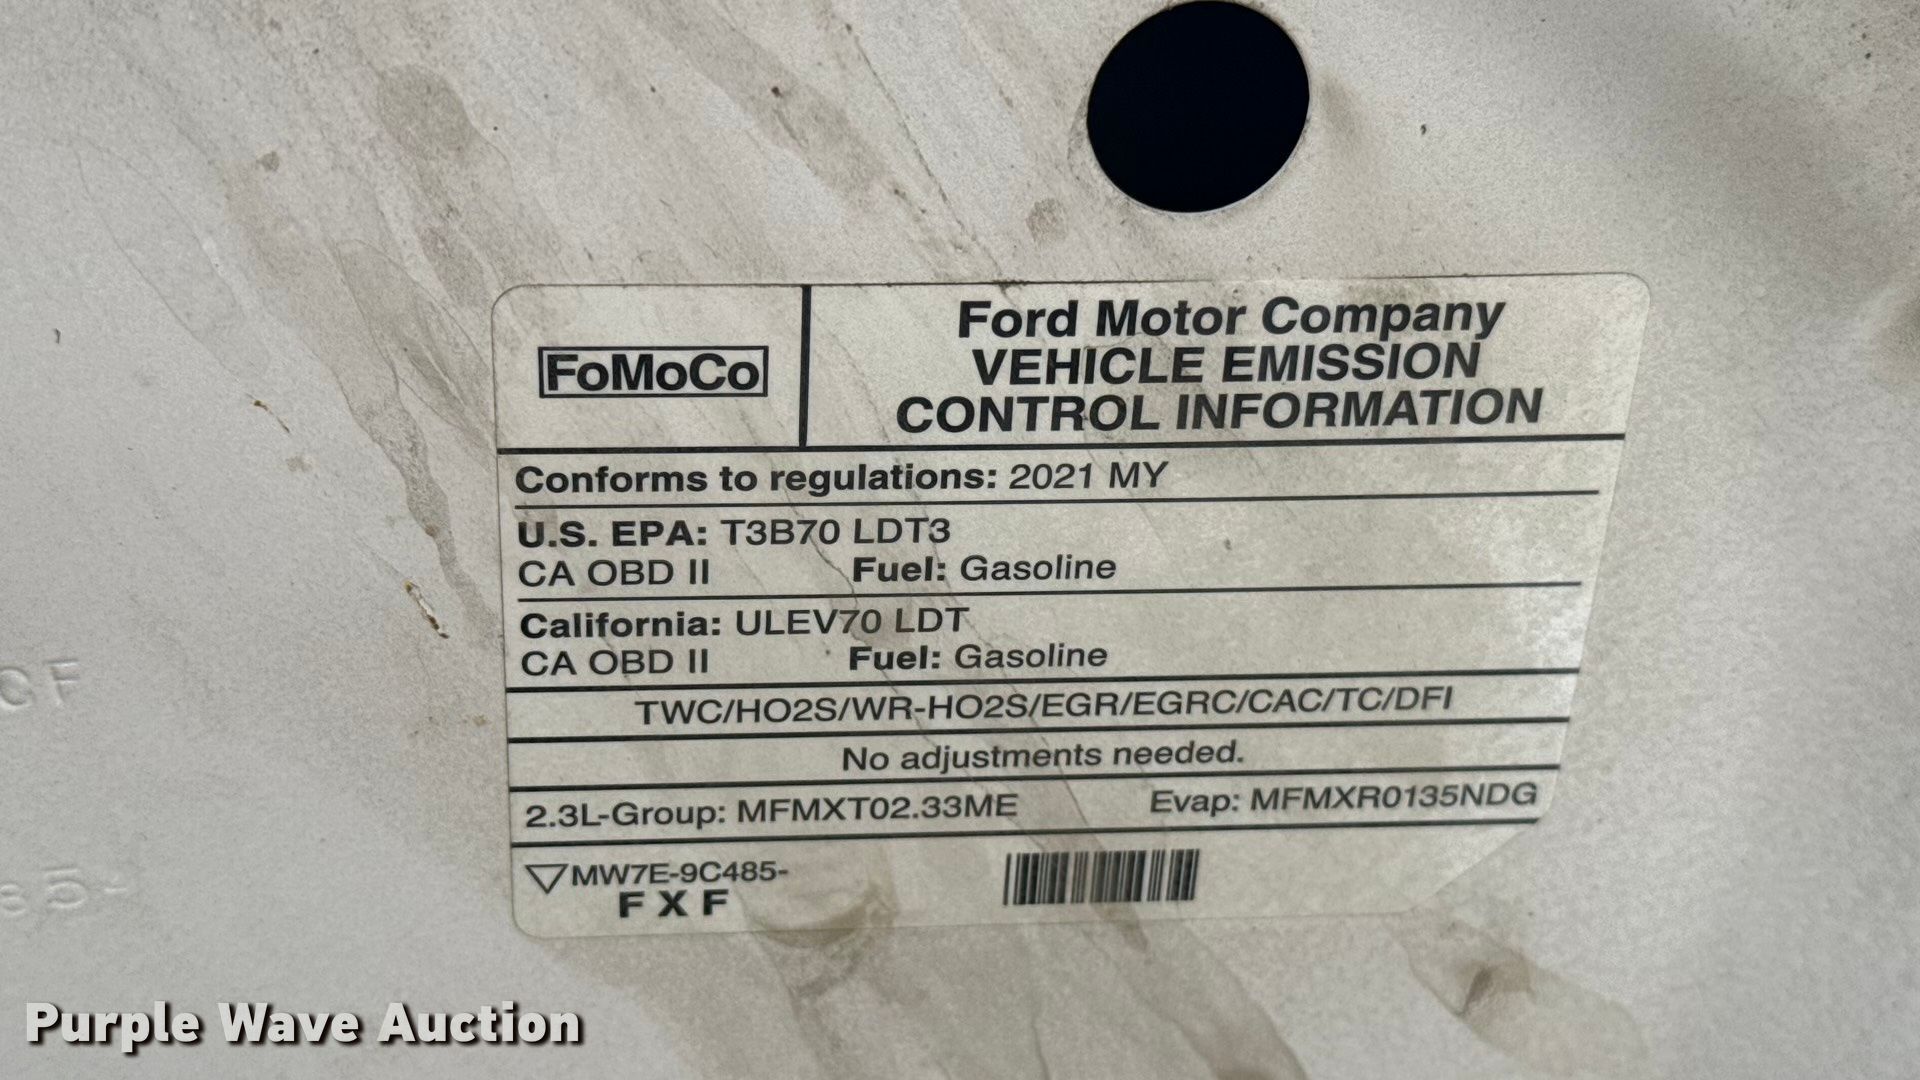 FoMoCo
Ford Motor Company
VEHICLE EMISSION
CONTROL INFORMATION
Conforms to regulations: 2021 MY
U.S. EPA: T3B70 LDT3
CA OBD II Fuel: Gasoline
California: ULEV70 LDT
CA OBD II Fuel: Gasoline
TWC/HO2S/WR-HO2S/EGR/EGRC/CAC/TC/DFI
No adjustments needed.
2.3L-Group: MFMXT02.33ME Evap: MFMXR0135NDG
MW7E-9C485-
F X F
Purple Wave Auction